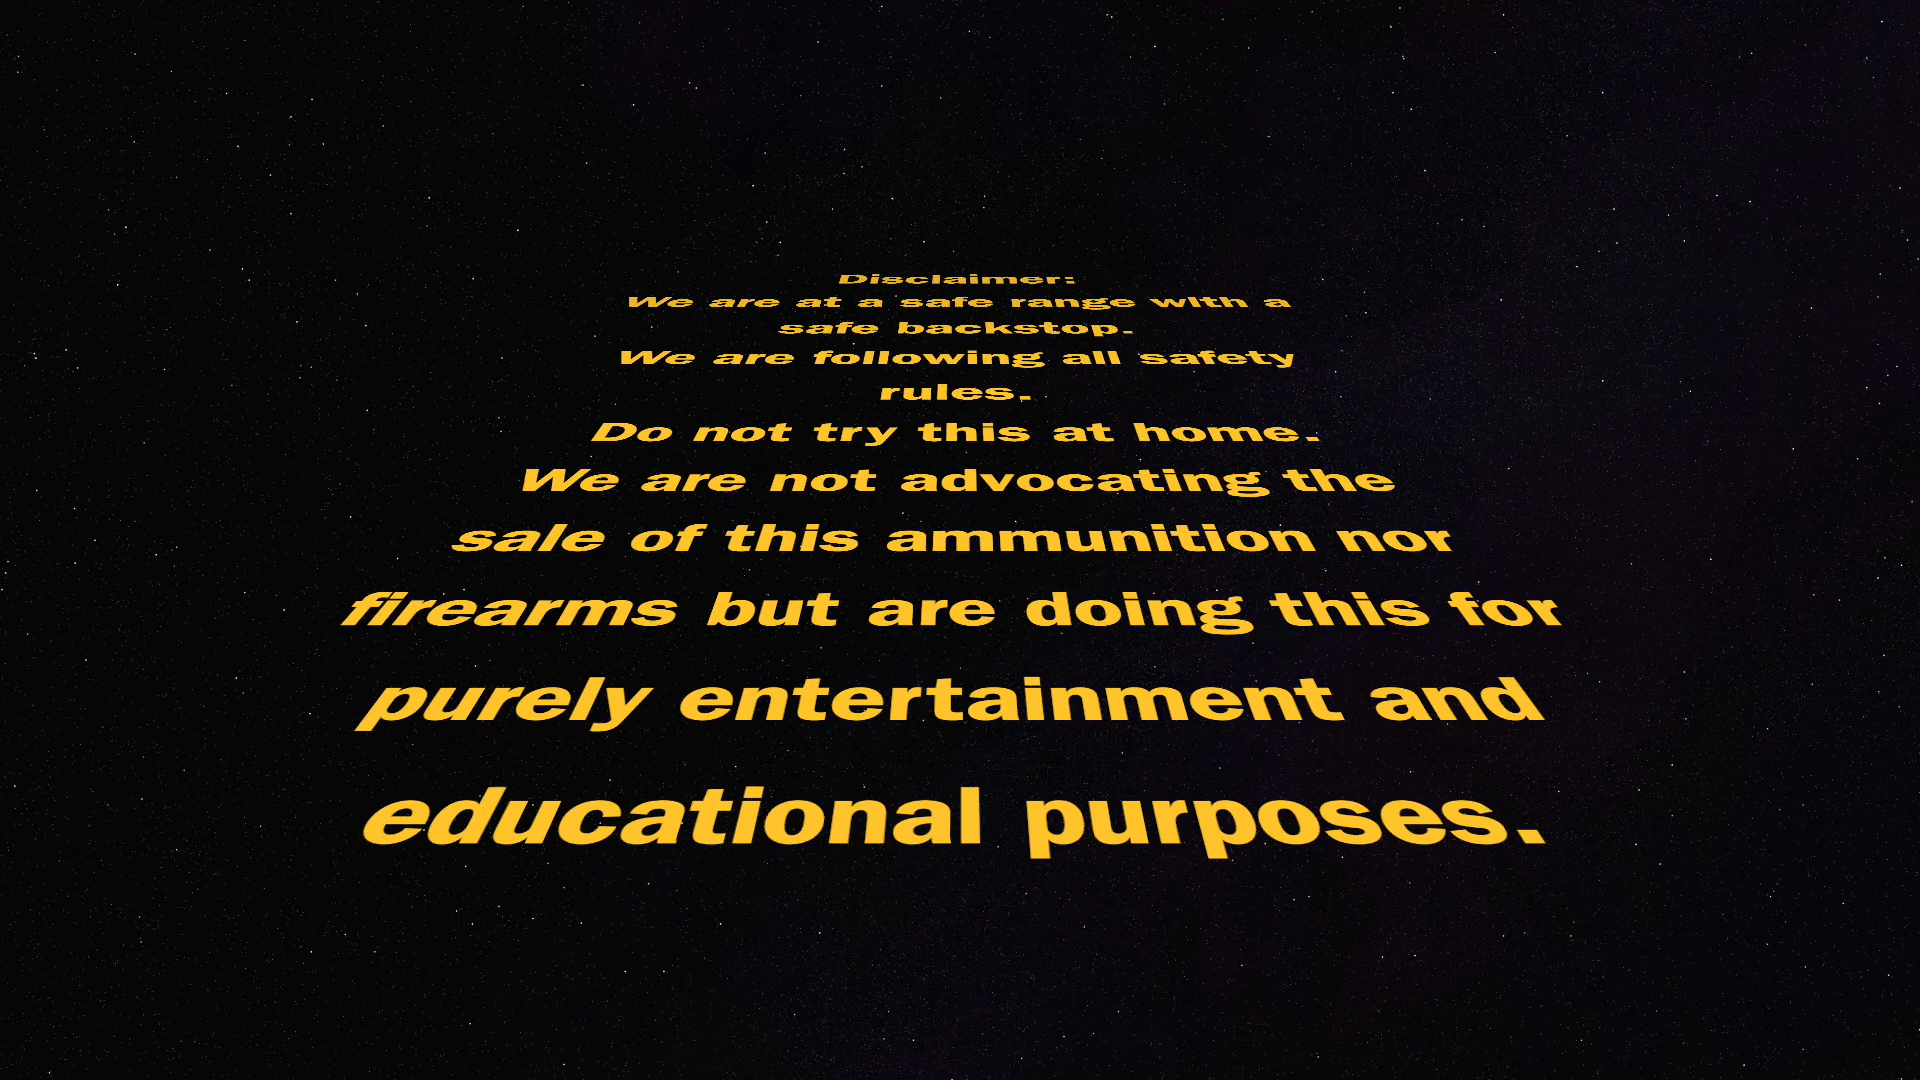 Disclaimer:
We are at a safe range with a
safe backstop.
We are following all safety
rules.
Do not try this at home.
We are not advocating the
sale of this ammunition nor
firearms but are doing this for
purely entertainment and
educational purposes.